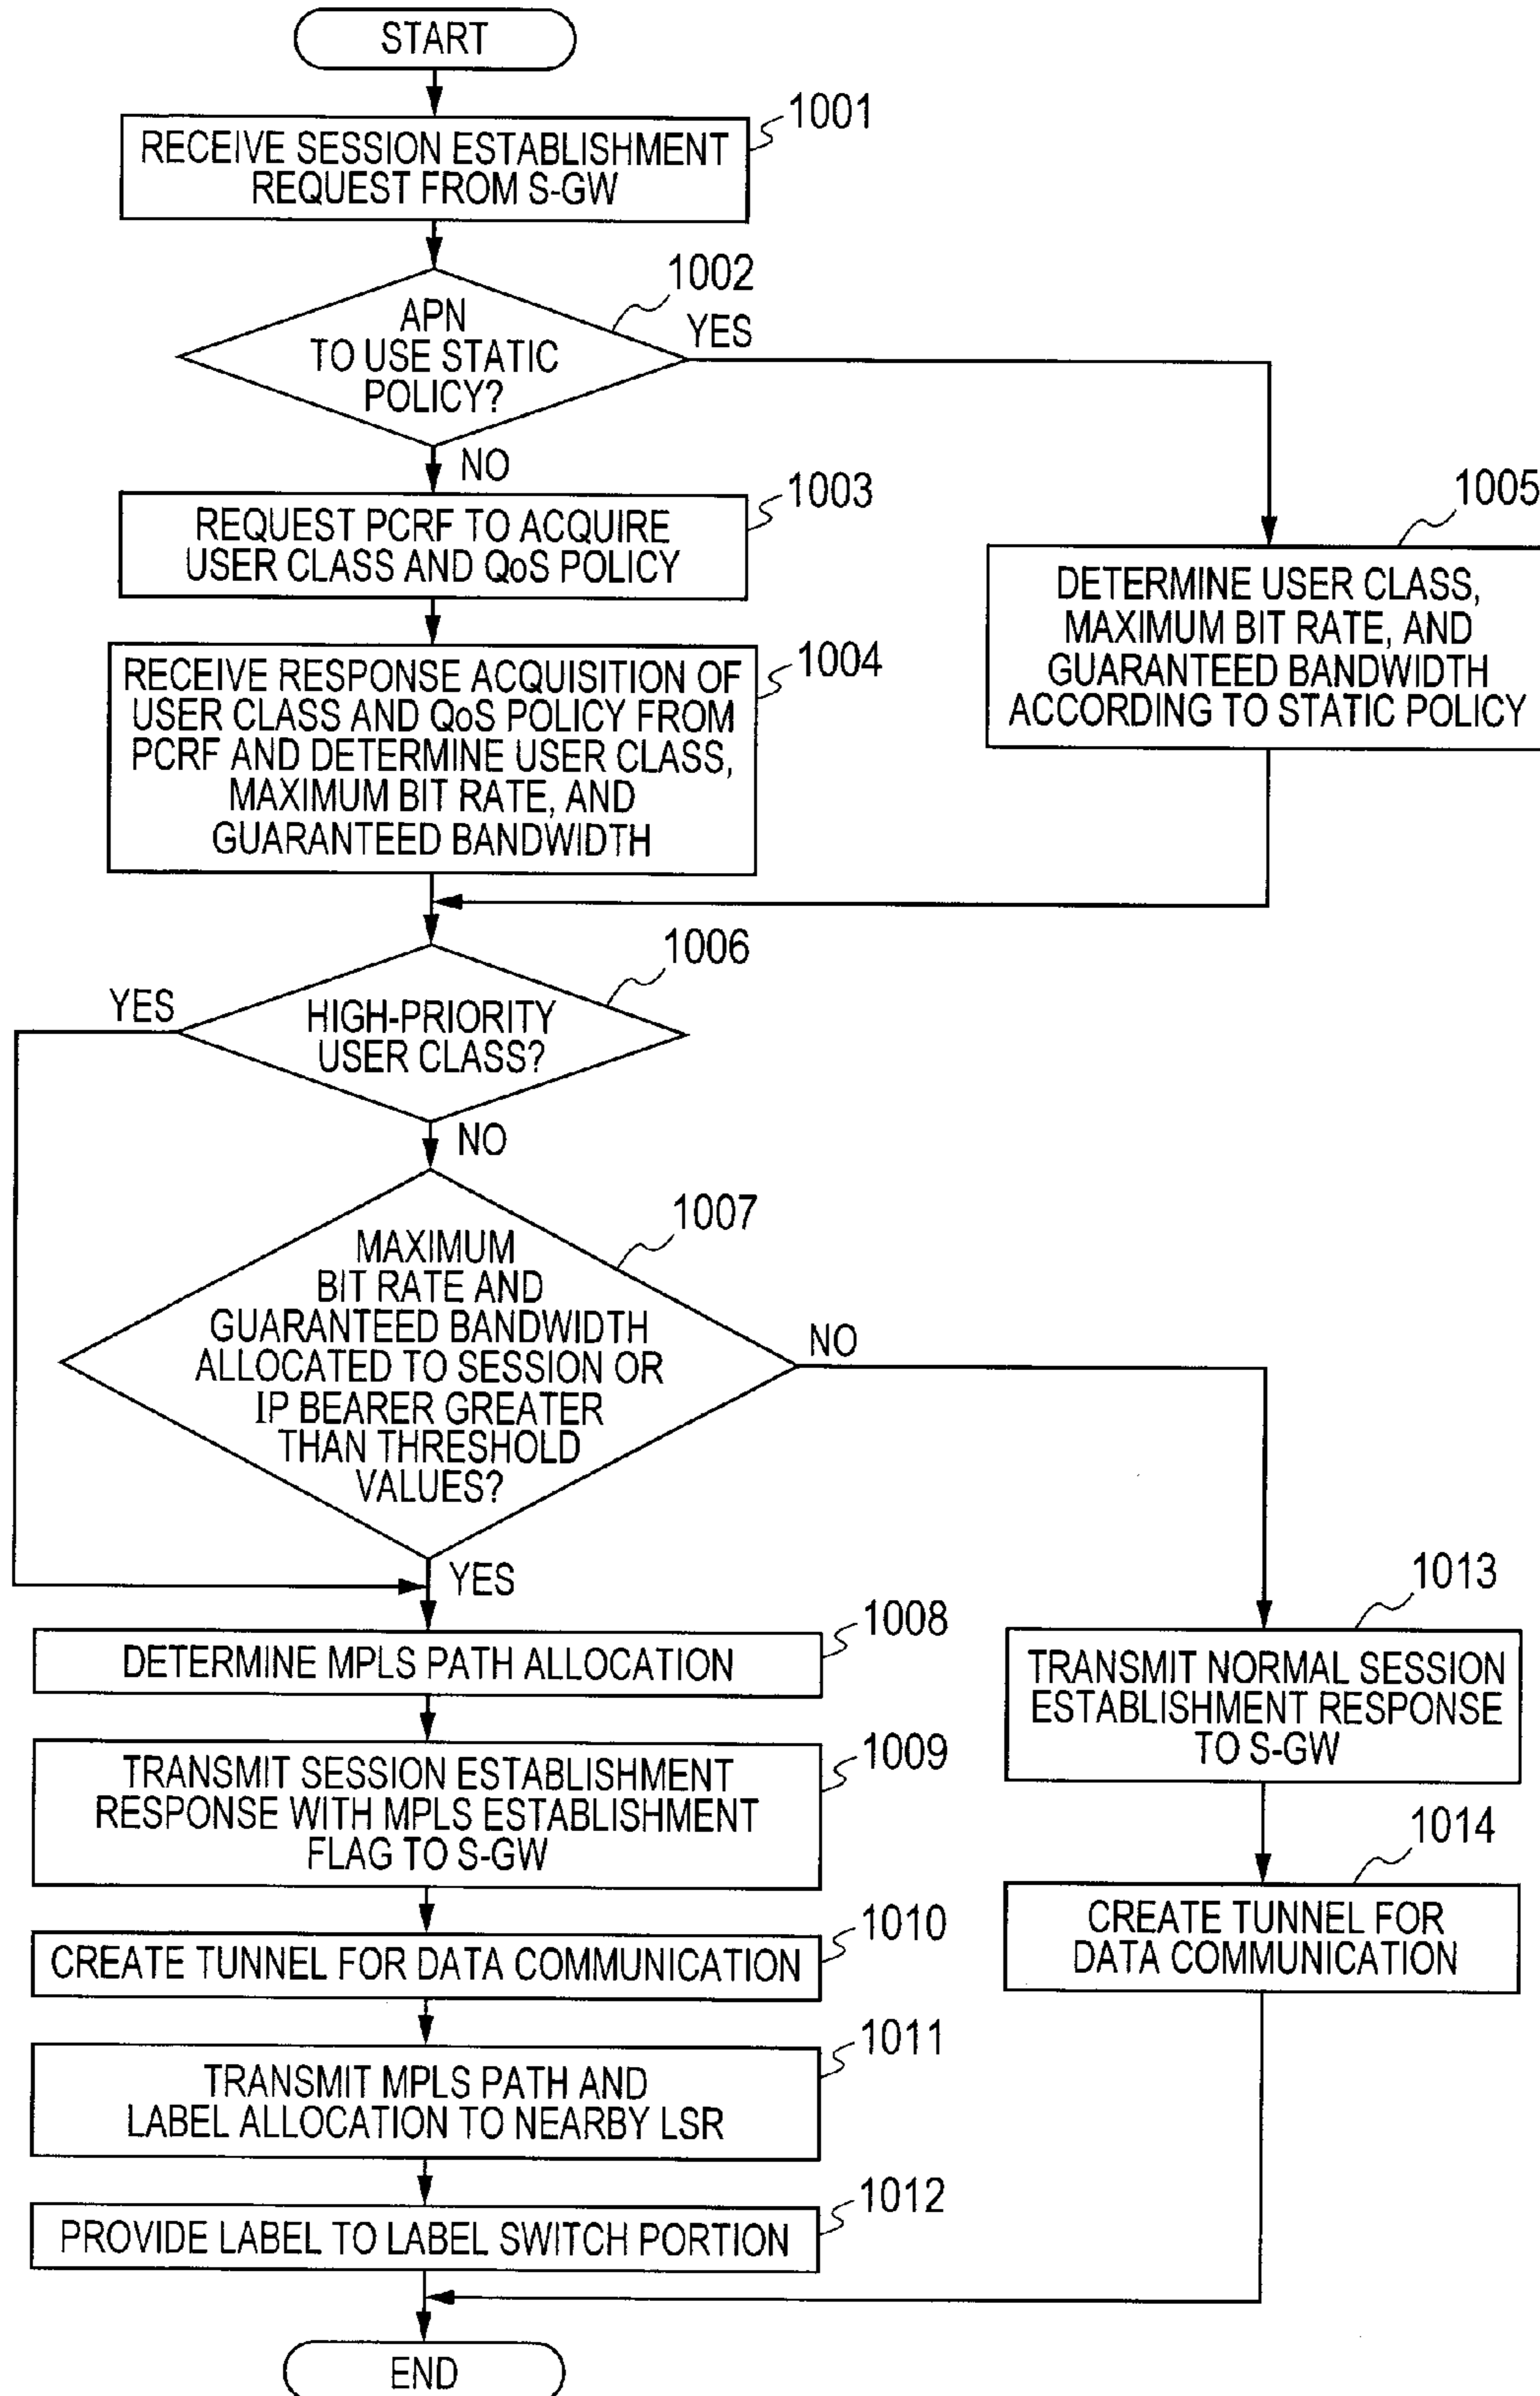 START
1001
RECEIVE SESSION ESTABLISHMENT
REQUEST FROM S-GW
1002
APN
TO USE STATIC
POLICY?
YES
NO
1003
REQUEST PCRF TO ACQUIRE
USER CLASS AND QoS POLICY
1005
DETERMINE USER CLASS,
MAXIMUM BIT RATE, AND
GUARANTEED BANDWIDTH
ACCORDING TO STATIC POLICY
1004
RECEIVE RESPONSE ACQUISITION OF
USER CLASS AND QoS POLICY FROM
PCRF AND DETERMINE USER CLASS,
MAXIMUM BIT RATE, AND
GUARANTEED BANDWIDTH
1006
YES
HIGH-PRIORITY
USER CLASS?
NO
1007
MAXIMUM
BIT RATE AND
GUARANTEED BANDWIDTH
ALLOCATED TO SESSION OR
IP BEARER GREATER
THAN THRESHOLD
VALUES?
NO
YES
1008
DETERMINE MPLS PATH ALLOCATION
1013
TRANSMIT NORMAL SESSION
ESTABLISHMENT RESPONSE
TO S-GW
1009
TRANSMIT SESSION ESTABLISHMENT
RESPONSE WITH MPLS ESTABLISHMENT
FLAG TO S-GW
1014
CREATE TUNNEL FOR
DATA COMMUNICATION
1010
CREATE TUNNEL FOR DATA COMMUNICATION
1011
TRANSMIT MPLS PATH AND
LABEL ALLOCATION TO NEARBY LSR
1012
PROVIDE LABEL TO LABEL SWITCH PORTION
END